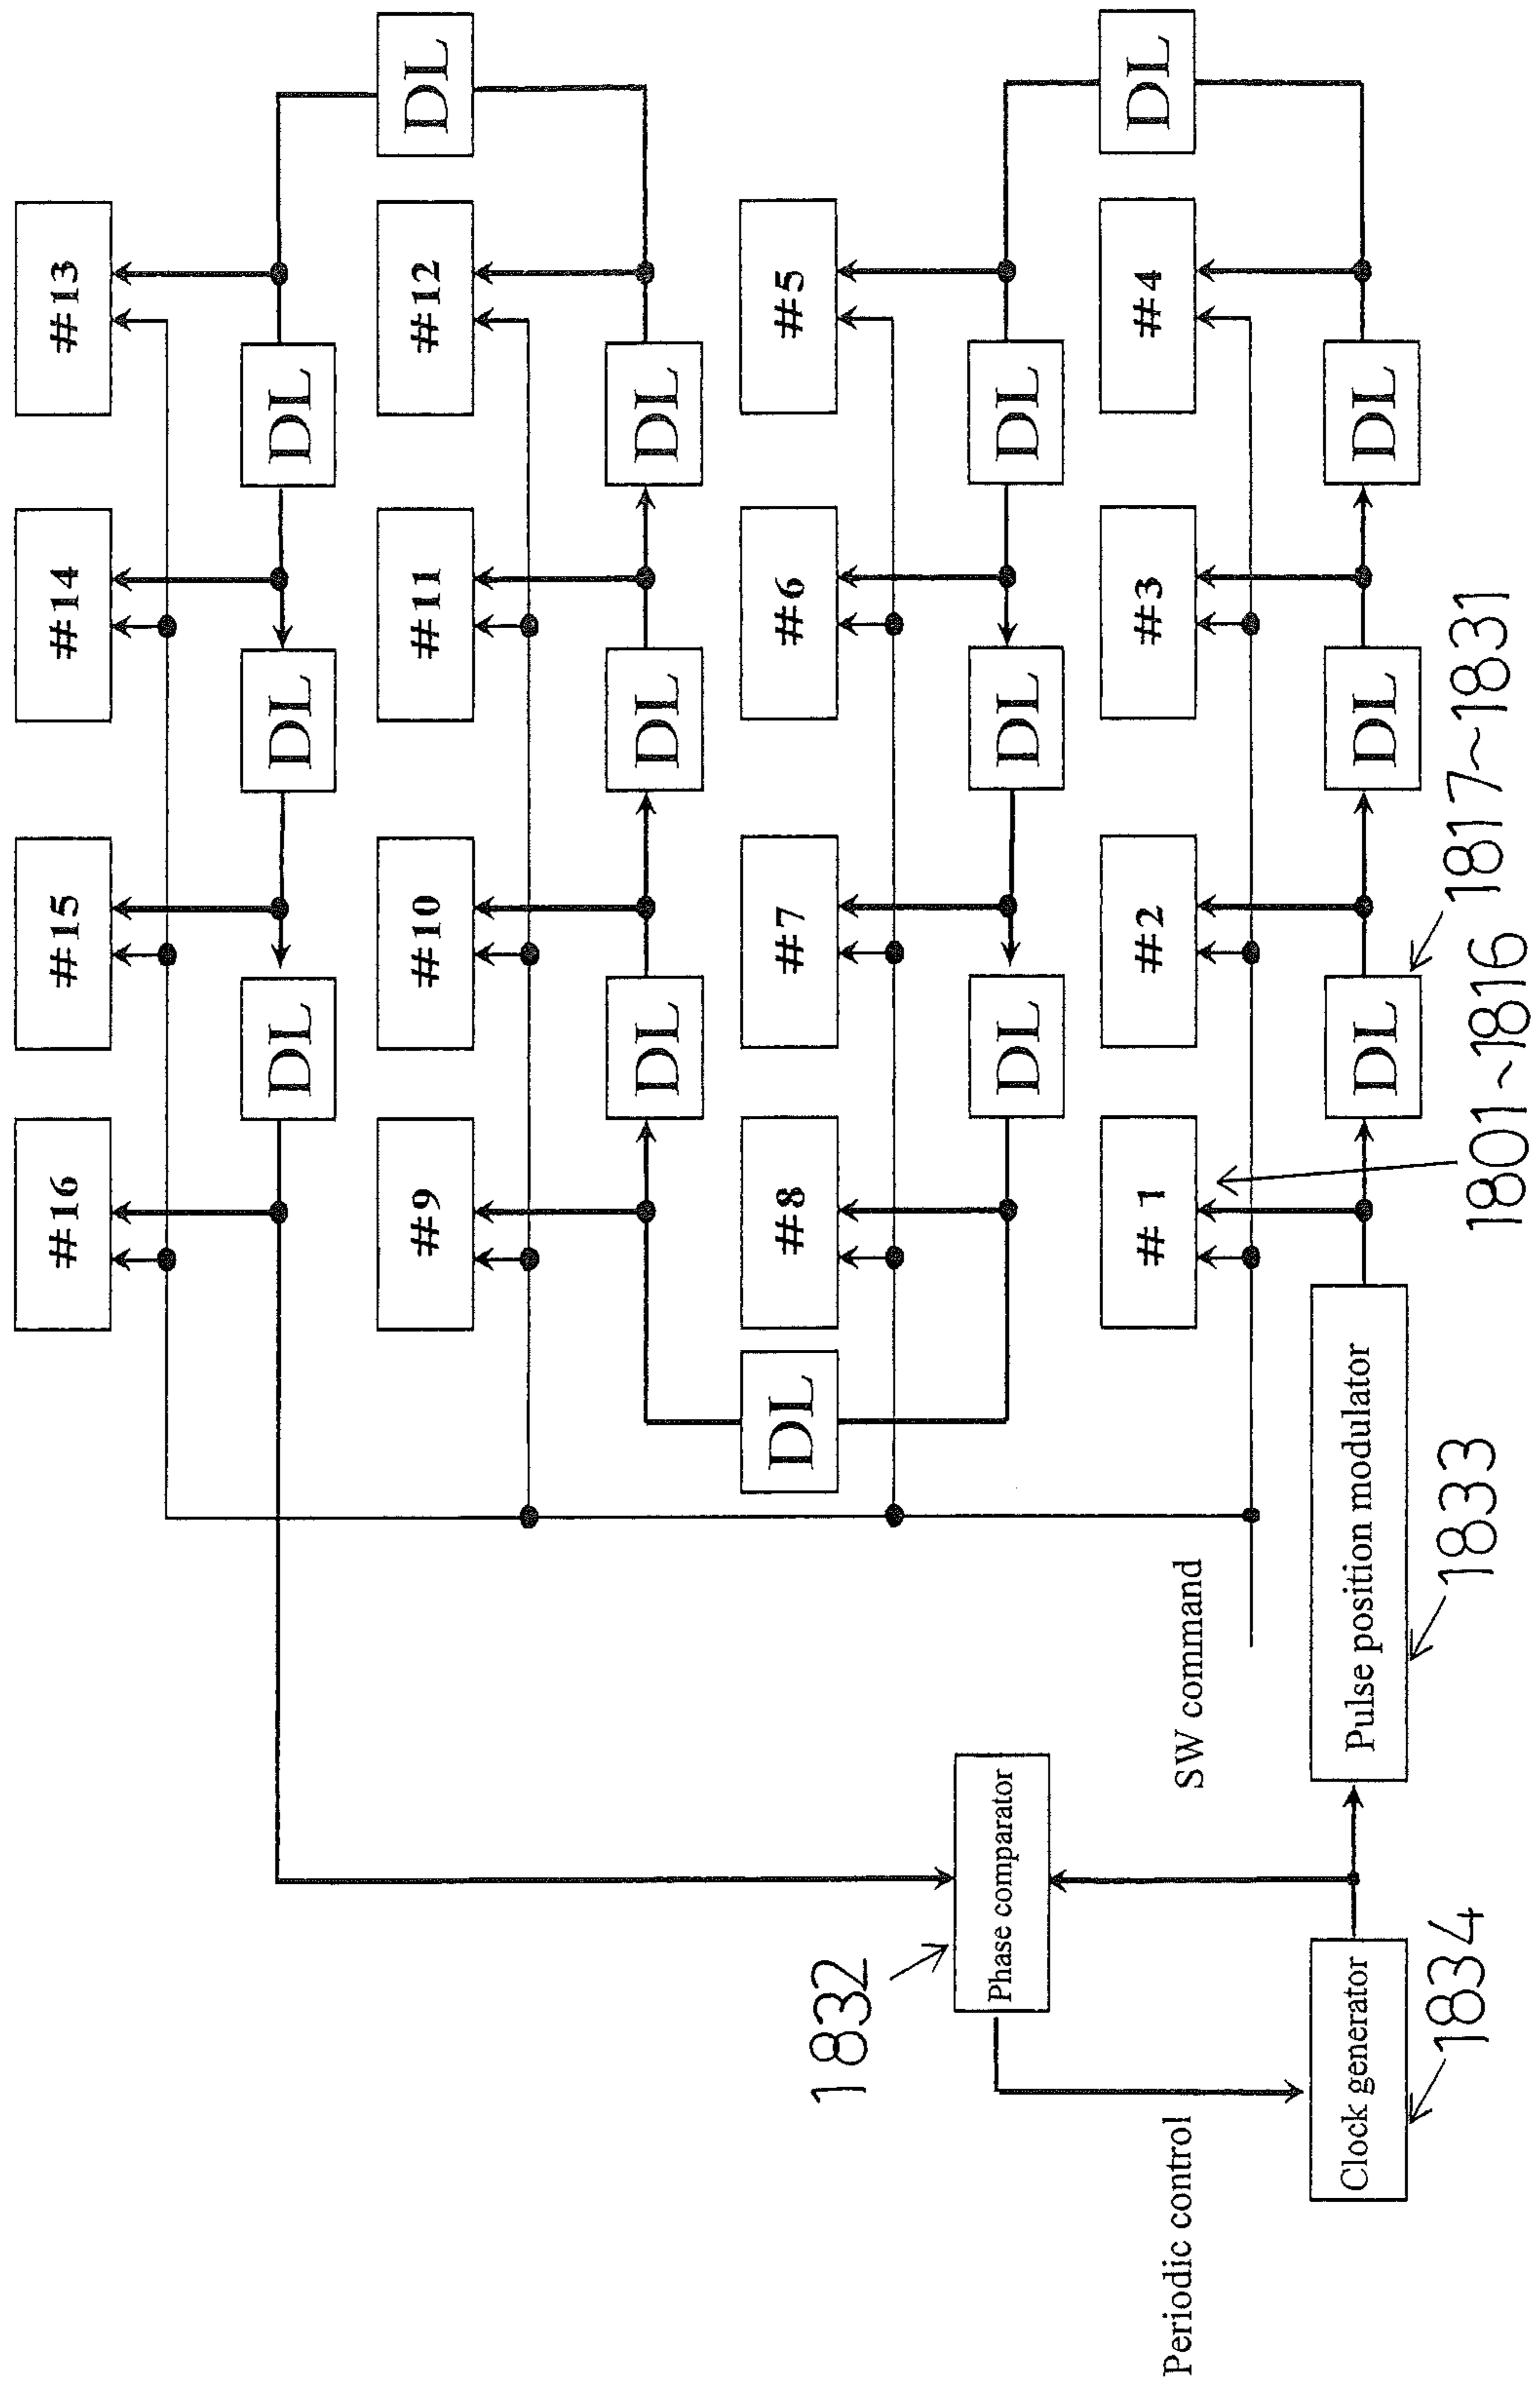 #16
#15
#14
#13
DL
DL
DL
#9
#10
#11
#12
DL
DL
DL
DL
DL
#8
#7
#6
#5
1832
Phase comparator
DL
DL
DL
Periodic control
SW command
# 1
#2
#3
#4
DL
Clock generator
Pulse position modulator
DL
DL
DL
1834
1833
1801~1816
1817~1831